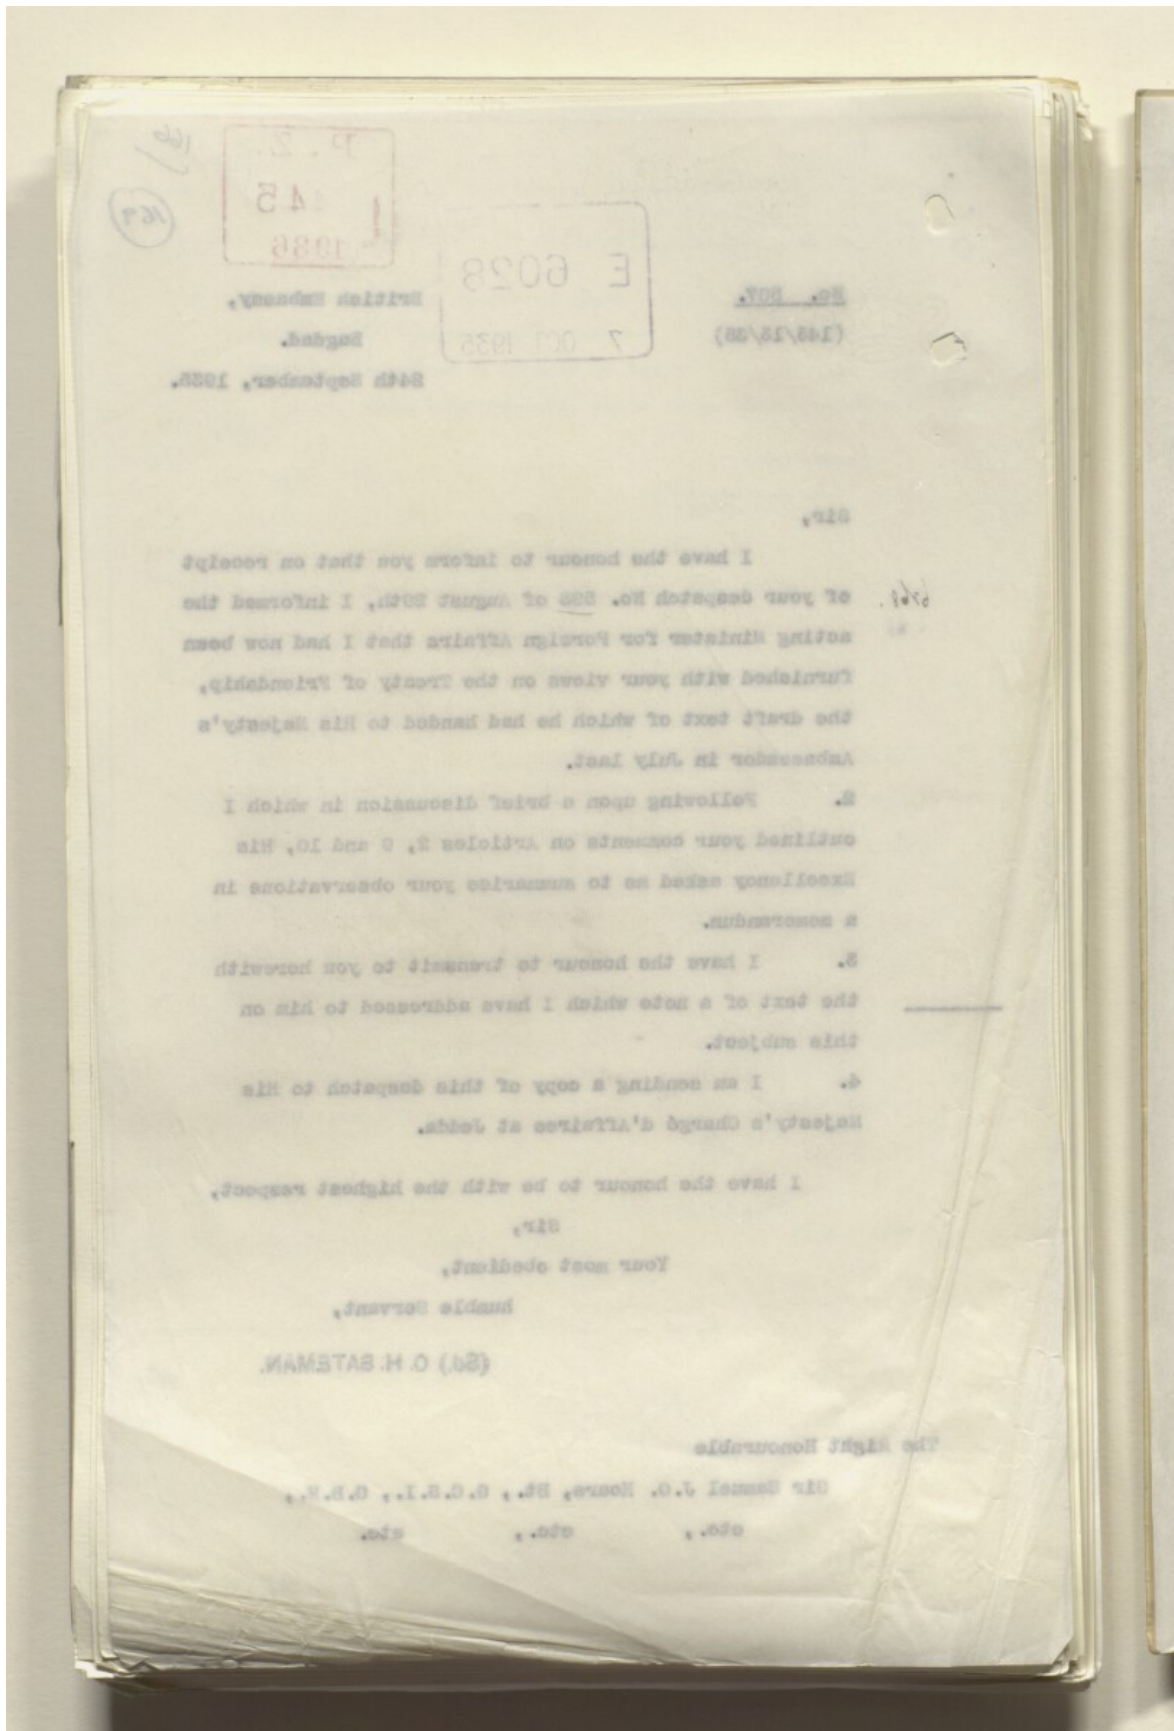 P. Z.
45
1936
169
E 6028
7 OCT 1935
No. 507.
(145/13/35)
British Embassy,
Bagdad.
24th September, 1935.
Sir,
I have the honour to inform you that on receipt
of your despatch No. 598 of August 29th, I informed the
acting Minister for Foreign Affairs that I had now been
furnished with your views on the Treaty of Friendship,
the draft text of which he had handed to His Majesty's
Ambassador in July last.
2. Following upon a brief discussion in which I
outlined your comments on Articles 2, 9 and 10, His
Excellency asked me to summarise your observations in
a memorandum.
3. I have the honour to transmit to you herewith
the text of a note which I have addressed to him on
this subject.
4. I am sending a copy of this despatch to His
Majesty's Chargé d'Affaires at Jedda.
I have the honour to be with the highest respect,
Sir,
Your most obedient,
humble Servant,
(Sd.) C. H. BATEMAN.
The Right Honourable
Sir Samuel J.G. Hoare, Bt., G.C.S.I., G.B.E.,
etc., etc., etc.